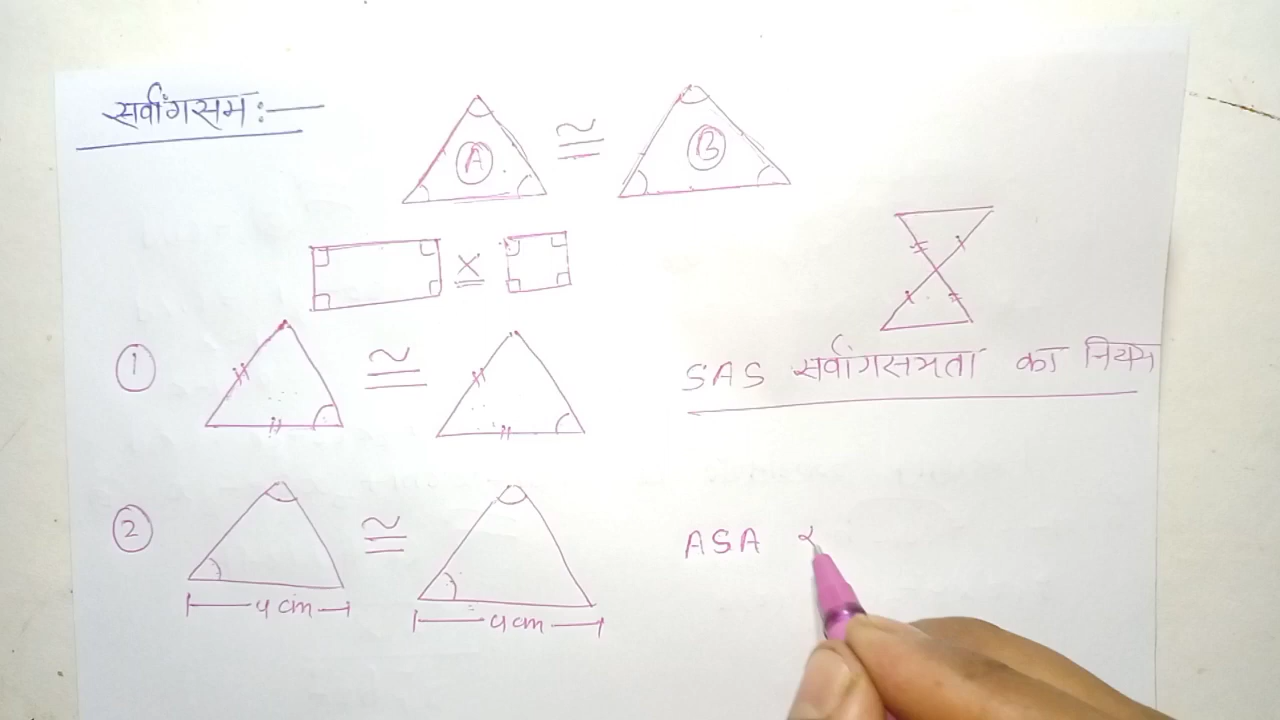 सर्वांगसम :—
A ≅ B
×
=
① ≅
SAS सर्वांगसमता का नियम
② ≅
ASA
4 cm 4 cm